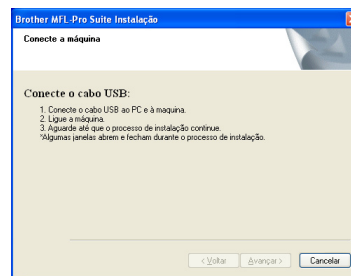 Brother MFL-Pro Suite Instalação
Conecte a máquina
Conecte o cabo USB:
1. Conecte o cabo USB ao PC e à maquina.
2. Ligue a máquina.
3. Aguarde até que o processo de instalação continue.
*Algumas janelas abrem e fecham durante o processo de instalação.
< Voltar
Avançar >
Cancelar